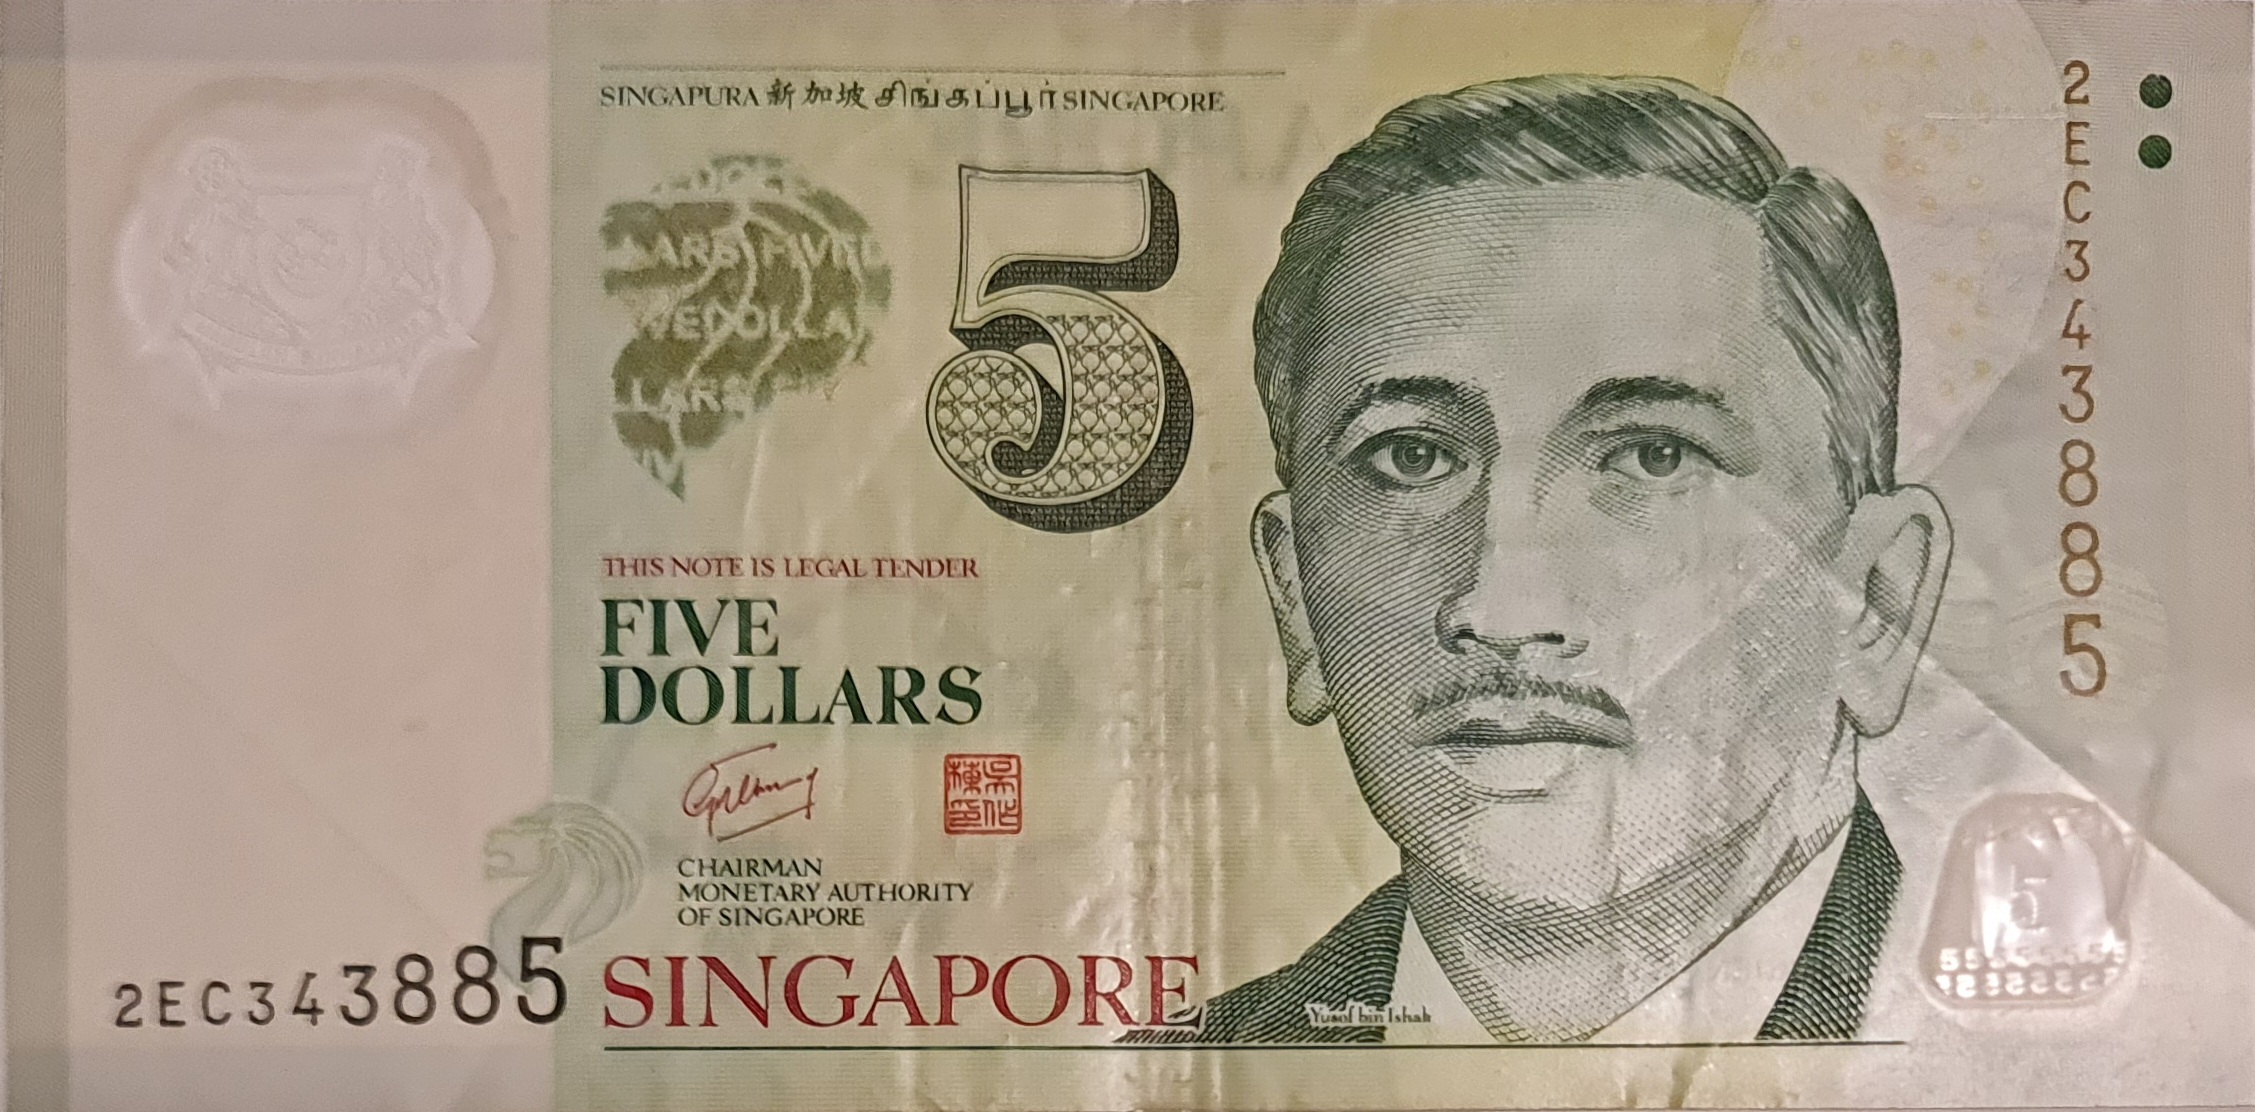 SINGAPURA 新加坡 சிங்கப்பூர் SINGAPORE
5
THIS NOTE IS LEGAL TENDER
FIVE
DOLLARS
CHAIRMAN
MONETARY AUTHORITY
OF SINGAPORE
2EC343885
SINGAPORE
Yusof bin Ishak
2EC343885
5